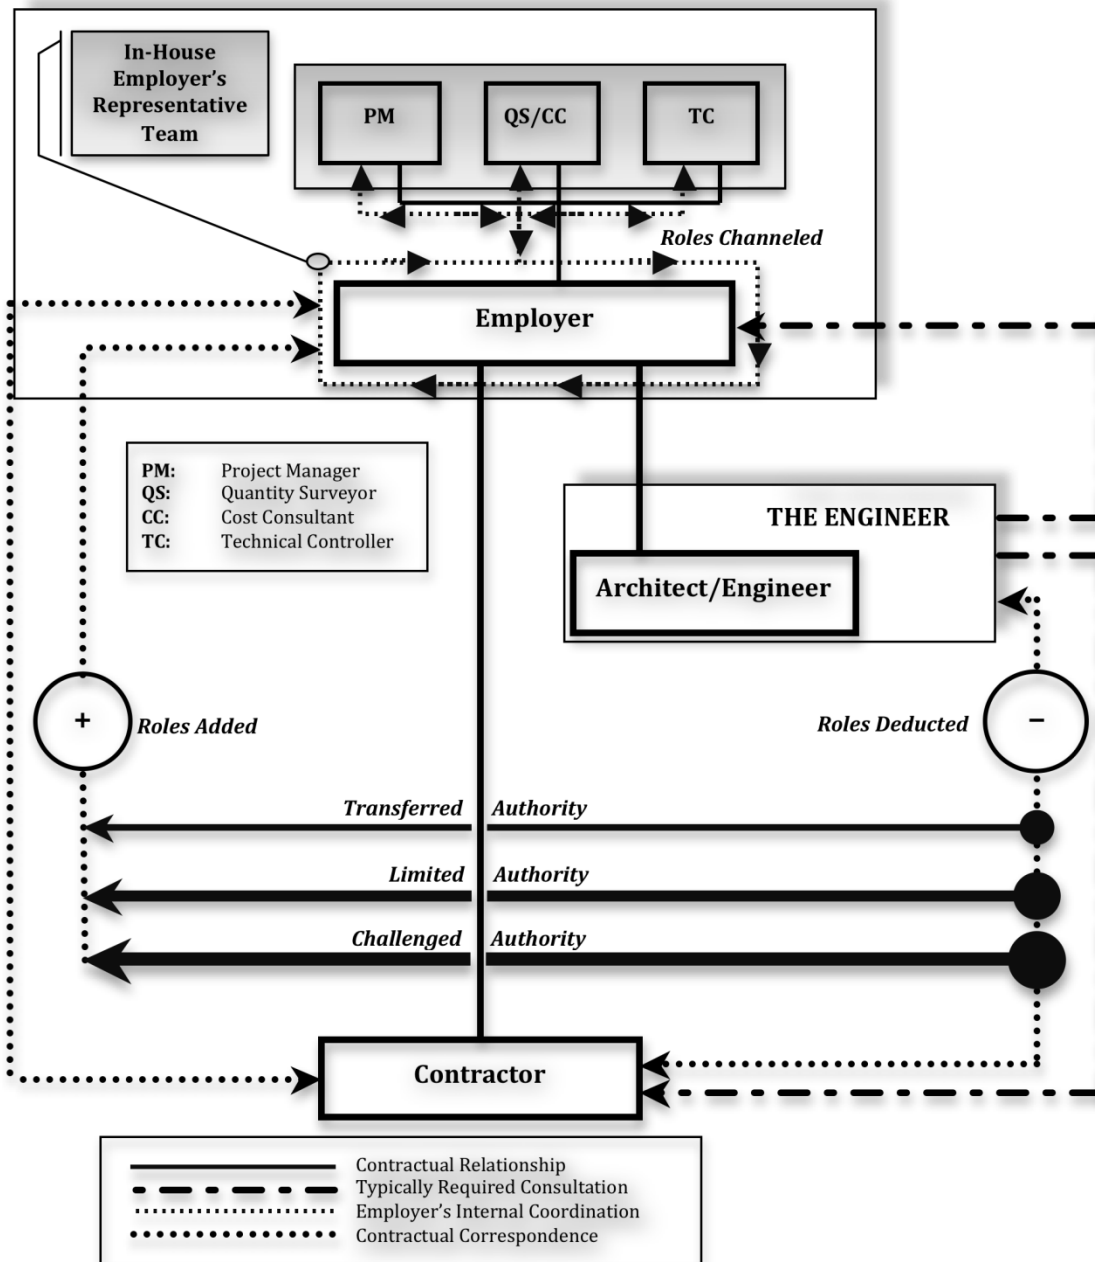 In-House
Employer’s
Representative
Team
PM
QS/CC
TC
Roles Channeled
Employer
PM: Project Manager
QS: Quantity Surveyor
CC: Cost Consultant
TC: Technical Controller
THE ENGINEER
Architect/Engineer
+
Roles Added
Roles Deducted
−
Transferred Authority
Limited Authority
Challenged Authority
Contractor
Contractual Relationship
Typically Required Consultation
Employer’s Internal Coordination
Contractual Correspondence